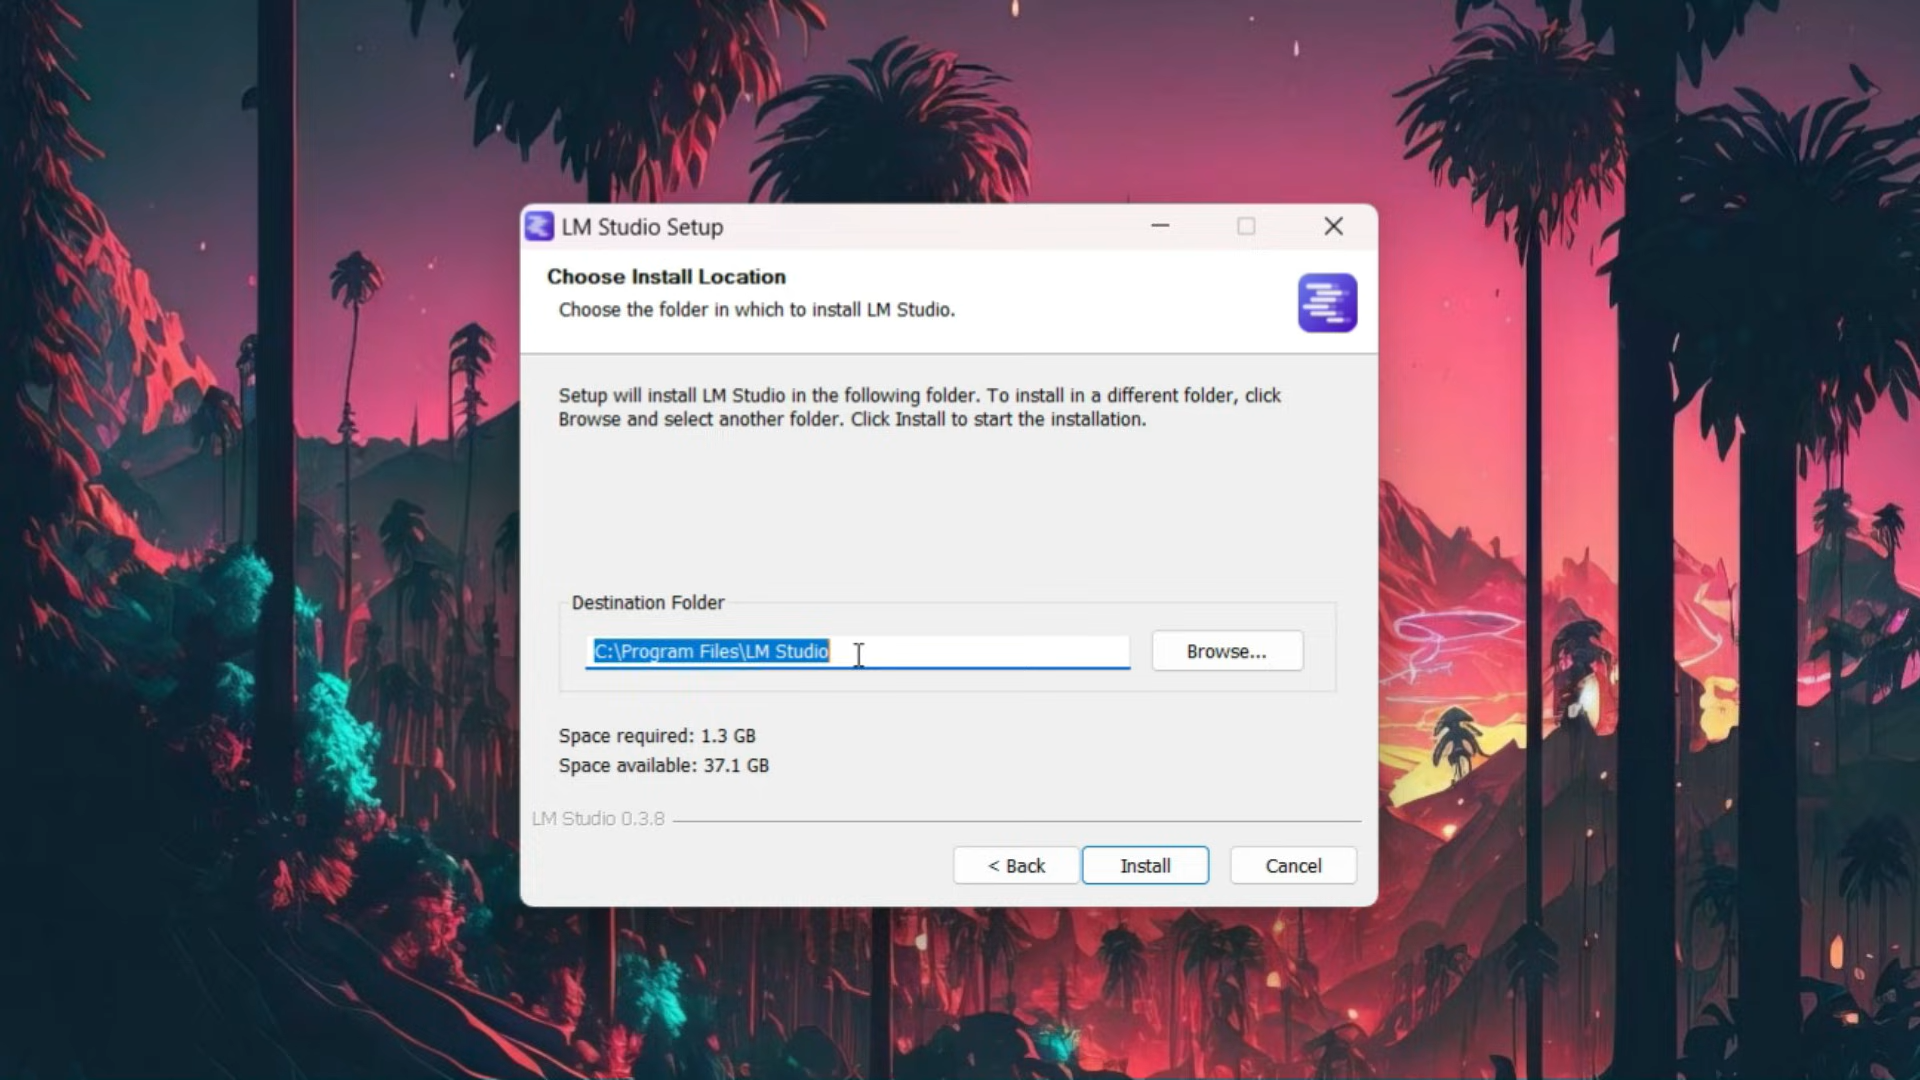 LM Studio Setup
Choose Install Location
Choose the folder in which to install LM Studio.
Setup will install LM Studio in the following folder. To install in a different folder, click
Browse and select another folder. Click Install to start the installation.
Destination Folder
C:\Program Files\LM Studio
Browse...
Space required: 1.3 GB
Space available: 37.1 GB
LM Studio 0.3.8
< Back
Install
Cancel